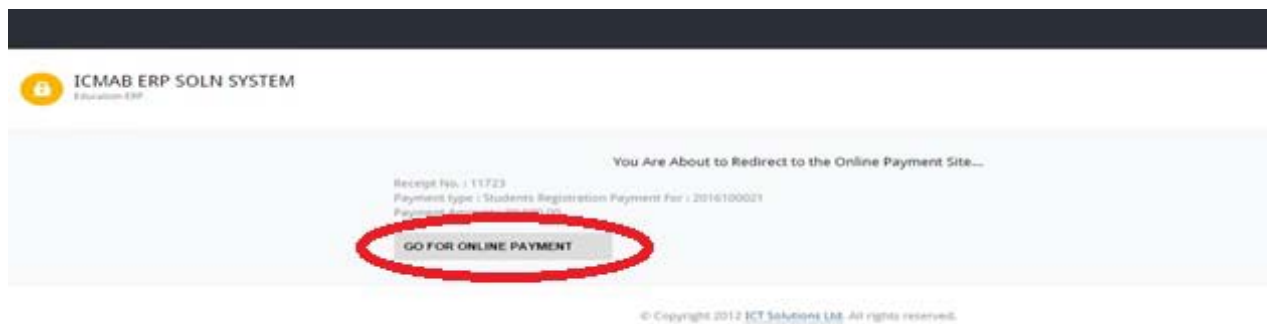 ICMAB ERP SOLN SYSTEM
Education ERP
You Are About to Redirect to the Online Payment Site...
Receipt No. : 11723
Payment type : Students Registration Payment For : 2016100021
Payment Amount :
GO FOR ONLINE PAYMENT
© Copyright 2012 ICT Solutions Ltd. All rights reserved.